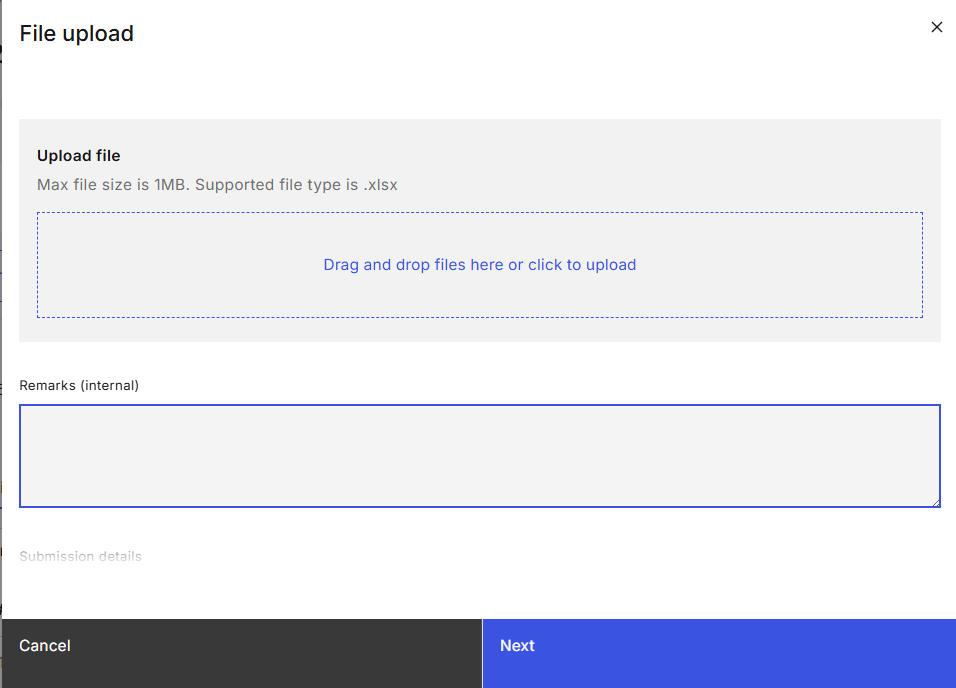 File upload
Upload file
Max file size is 1MB. Supported file type is .xlsx
Drag and drop files here or click to upload
Remarks (internal)
Submission details
Cancel
Next